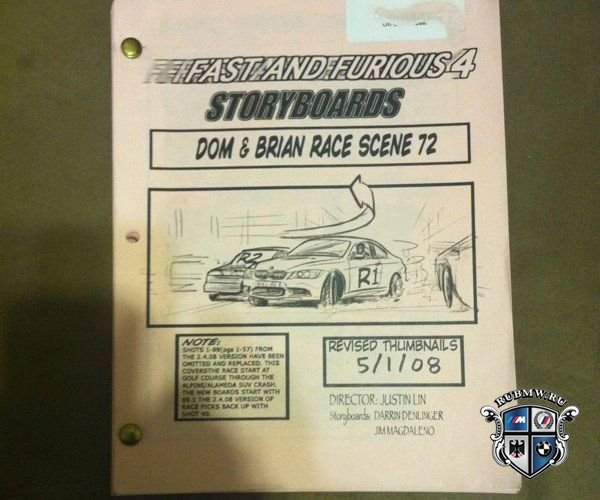 FAST AND FURIOUS 4
STORYBOARDS
DOM & BRIAN RACE SCENE 72
R2
R1
NOTE:
SHOTS 1-89(pgs 1-57) FROM
THE 2.4.08 VERSION HAVE BEEN
OMITTED AND REPLACED. THIS
COVERSTHE RACE START AT
GOLF COURSE THROUGH THE
ALPINE/ALAMEDA SUV CRASH.
THE NEW BOARDS START WITH
89.1 THE 2.4.08 VERSION OF
RACE PICKS BACK UP WITH
SHOT 90.
REVISED THUMBNAILS
5/1/08
DIRECTOR: JUSTIN LIN
Storyboards: DARRIN DENLINGER
JIM MAGDALENO
RUBMW.RU
M